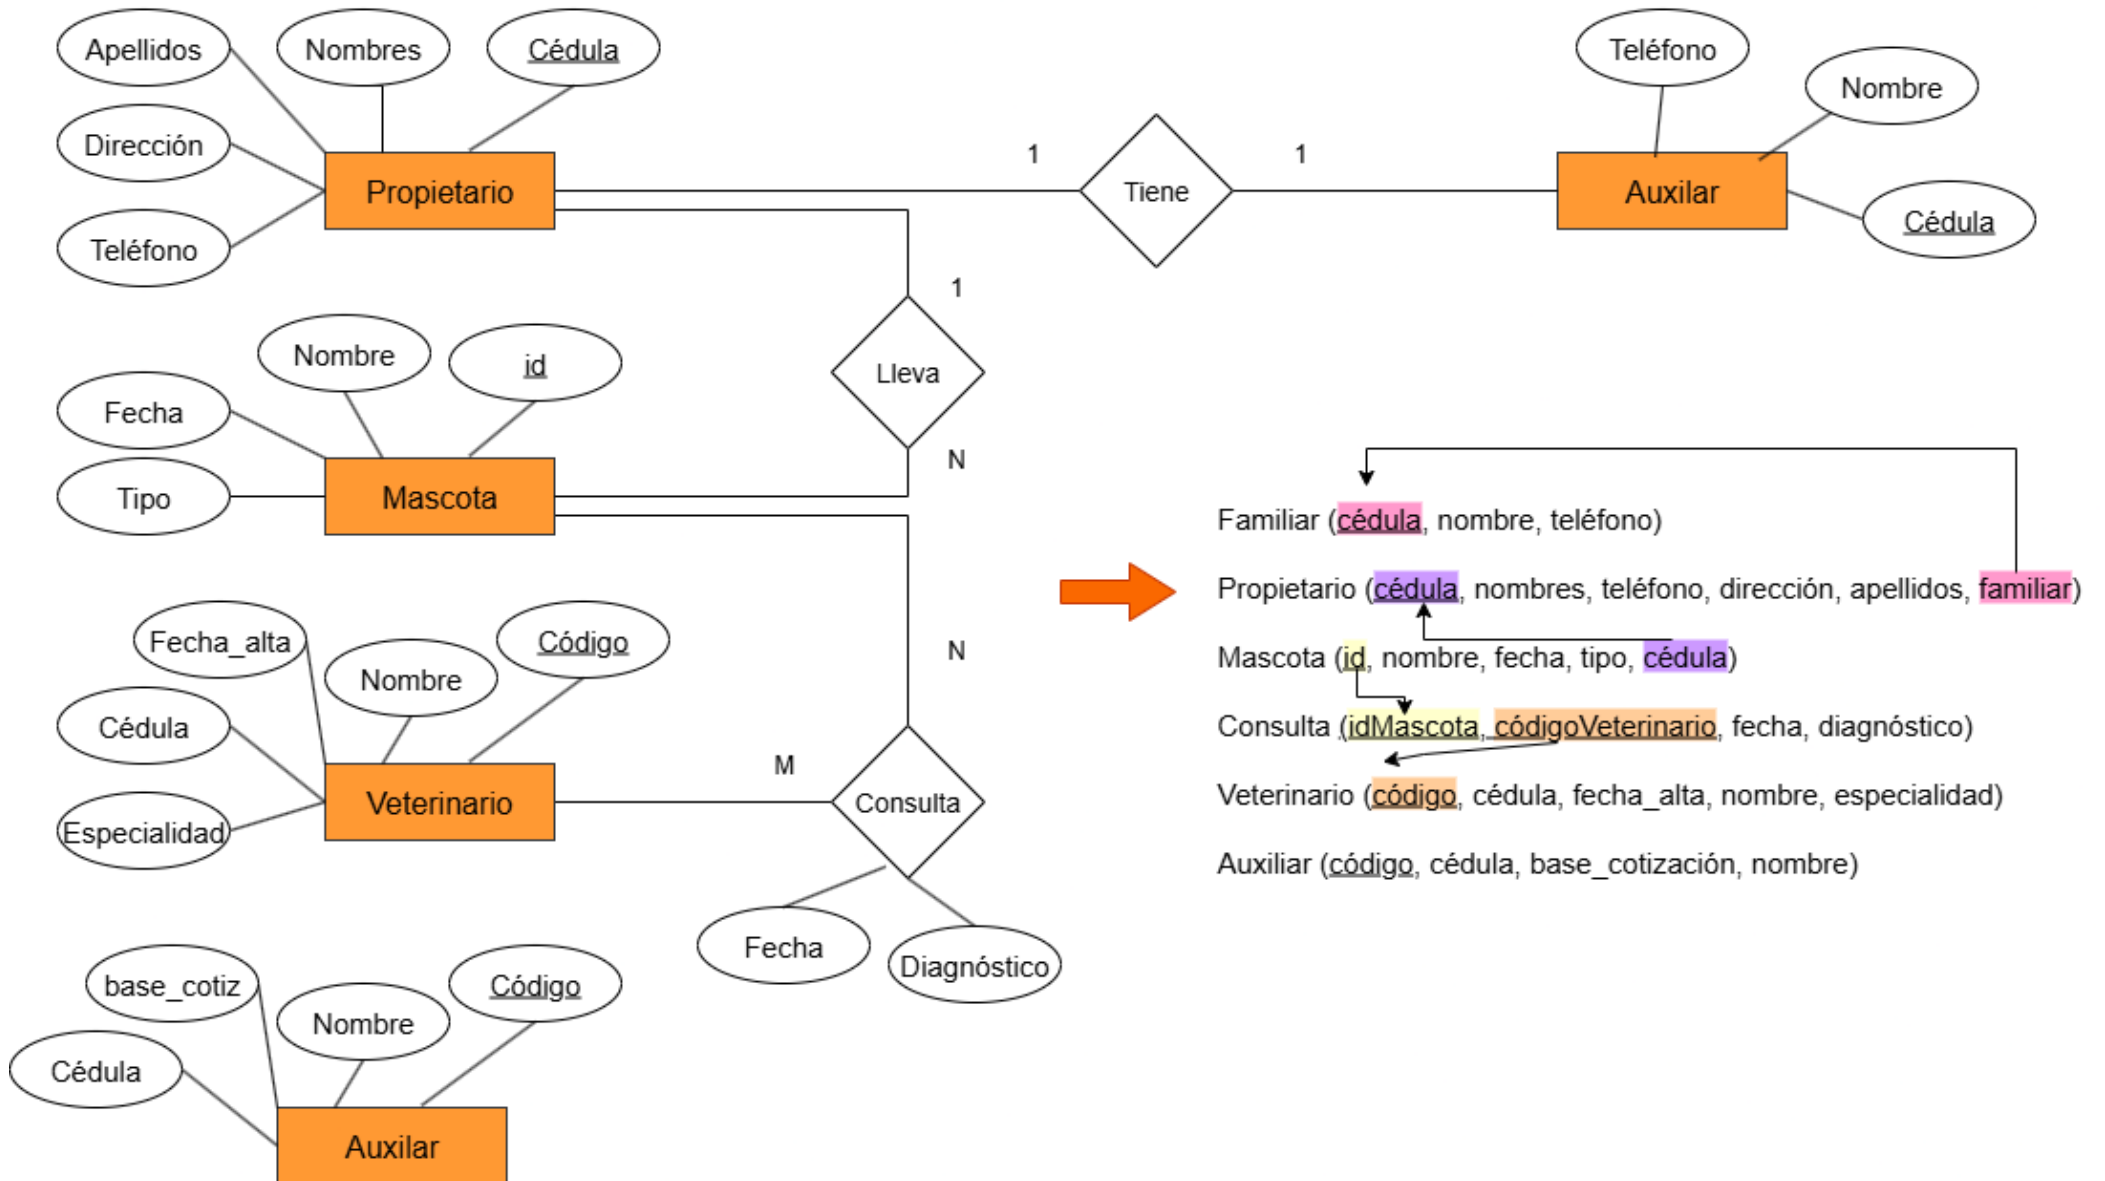 Apellidos
Nombres
Cédula
Dirección
Teléfono
Propietario
1
Tiene
1
Teléfono
Nombre
Auxilar
Cédula
1
Lleva
N
Nombre
id
Fecha
Tipo
Mascota
N
Fecha_alta
Nombre
Código
Cédula
Especialidad
Veterinario
M
Consulta
Fecha
Diagnóstico
base_cotiz
Nombre
Código
Cédula
Auxilar
Familiar (cédula, nombre, teléfono)
Propietario (cédula, nombres, teléfono, dirección, apellidos, familiar)
Mascota (id, nombre, fecha, tipo, cédula)
Consulta (idMascota, códigoVeterinario, fecha, diagnóstico)
Veterinario (código, cédula, fecha_alta, nombre, especialidad)
Auxiliar (código, cédula, base_cotización, nombre)